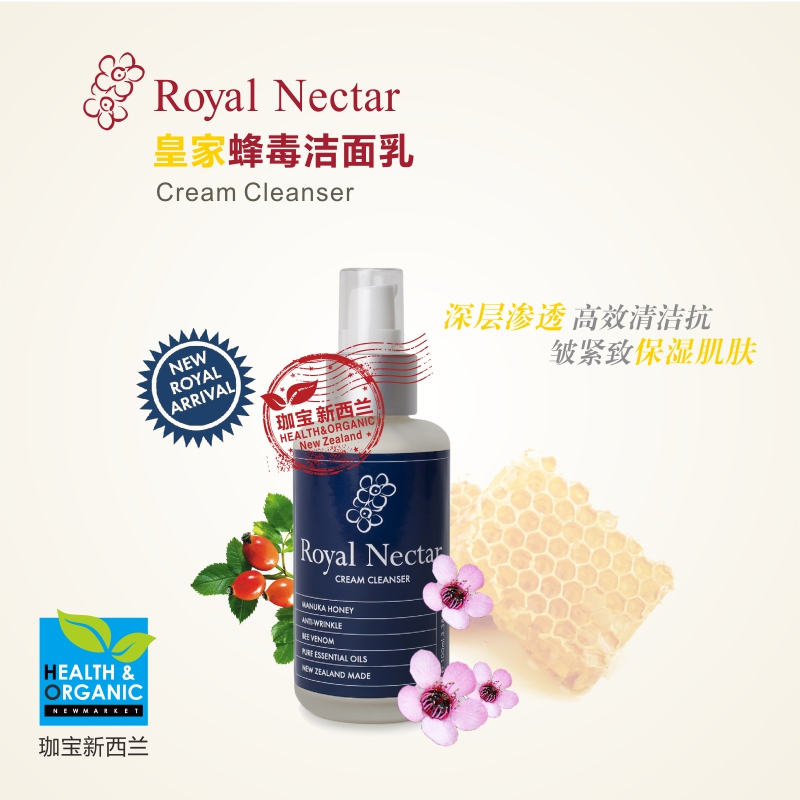 Royal Nectar
皇家蜂毒洁面乳
Cream Cleanser
深层渗透 高效清洁抗
皱紧致保湿肌肤
NEW
ROYAL
ARRIVAL
珈宝新西兰
HEALTH&ORGANIC
New Zealand
Royal Nectar
CREAM CLEANSER
MANUKA HONEY
ANTI-WRINKLE
BEE VENOM
PURE ESSENTIAL OILS
NEW ZEALAND MADE
HEALTH &
ORGANIC
NEWMARKET
珈宝新西兰